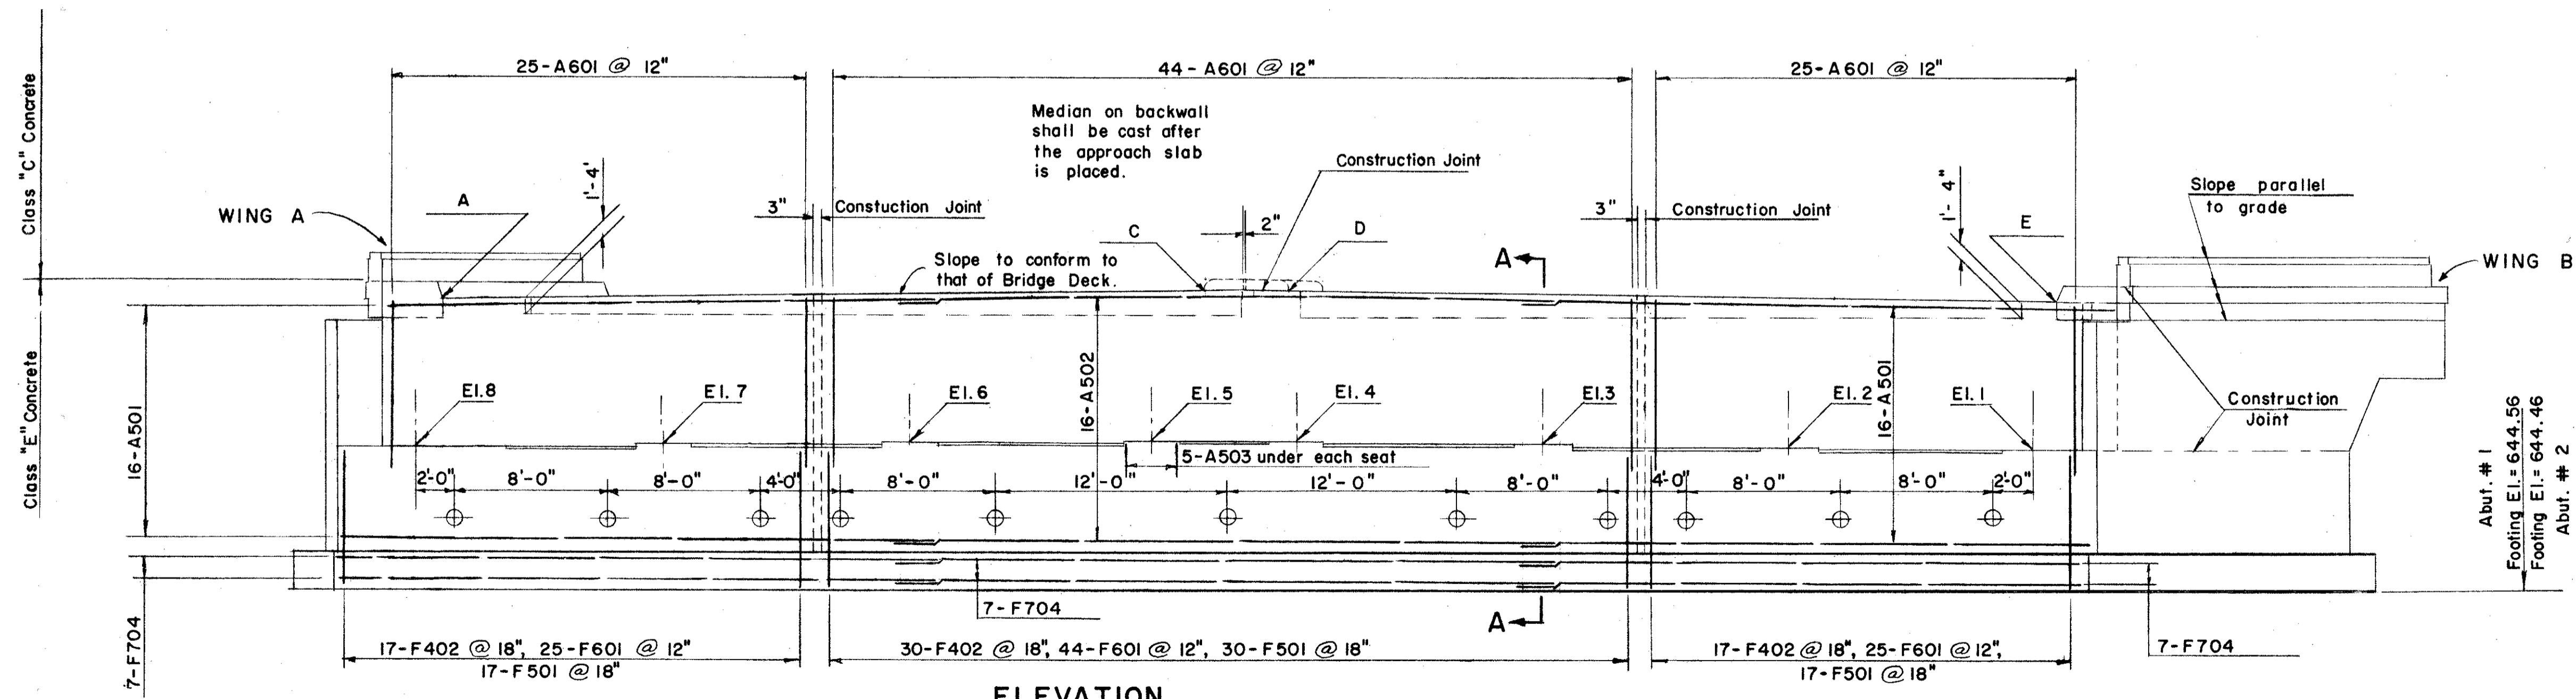 25-A601 @ 12"
44-A601 @ 12"
25-A601 @ 12"
Class "C" Concrete
Class "E" Concrete
Median on backwall
shall be cast after
the approach slab
is placed.
Construction Joint
WING A
A
1'-4'
3"
Constuction Joint
C
2"
D
Slope to conform to
that of Bridge Deck.
A
3"
Construction Joint
1'-4"
E
Slope parallel
to grade
WING B
16-A501
El.8
El.7
El.6
16-A502
El.5
El.4
El.3
El.2
16-A501
El.1
Construction
Joint
5-A503 under each seat
2'-0"
8'-0"
8'-0"
4'-0"
8'-0"
12'-0"
12'-0"
8'-0"
4'-0"
8'-0"
8'-0"
2'-0"
Abut. #1
Footing El.= 644.56
Footing El.= 644.46
Abut. # 2
7-F704
7-F704
A
7-F704
17-F402 @ 18", 25-F601 @ 12"
17-F501 @ 18"
30-F402 @ 18", 44-F601 @ 12", 30-F501 @ 18"
17-F402 @ 18", 25-F601 @ 12",
17-F501 @ 18"
ELEVATION